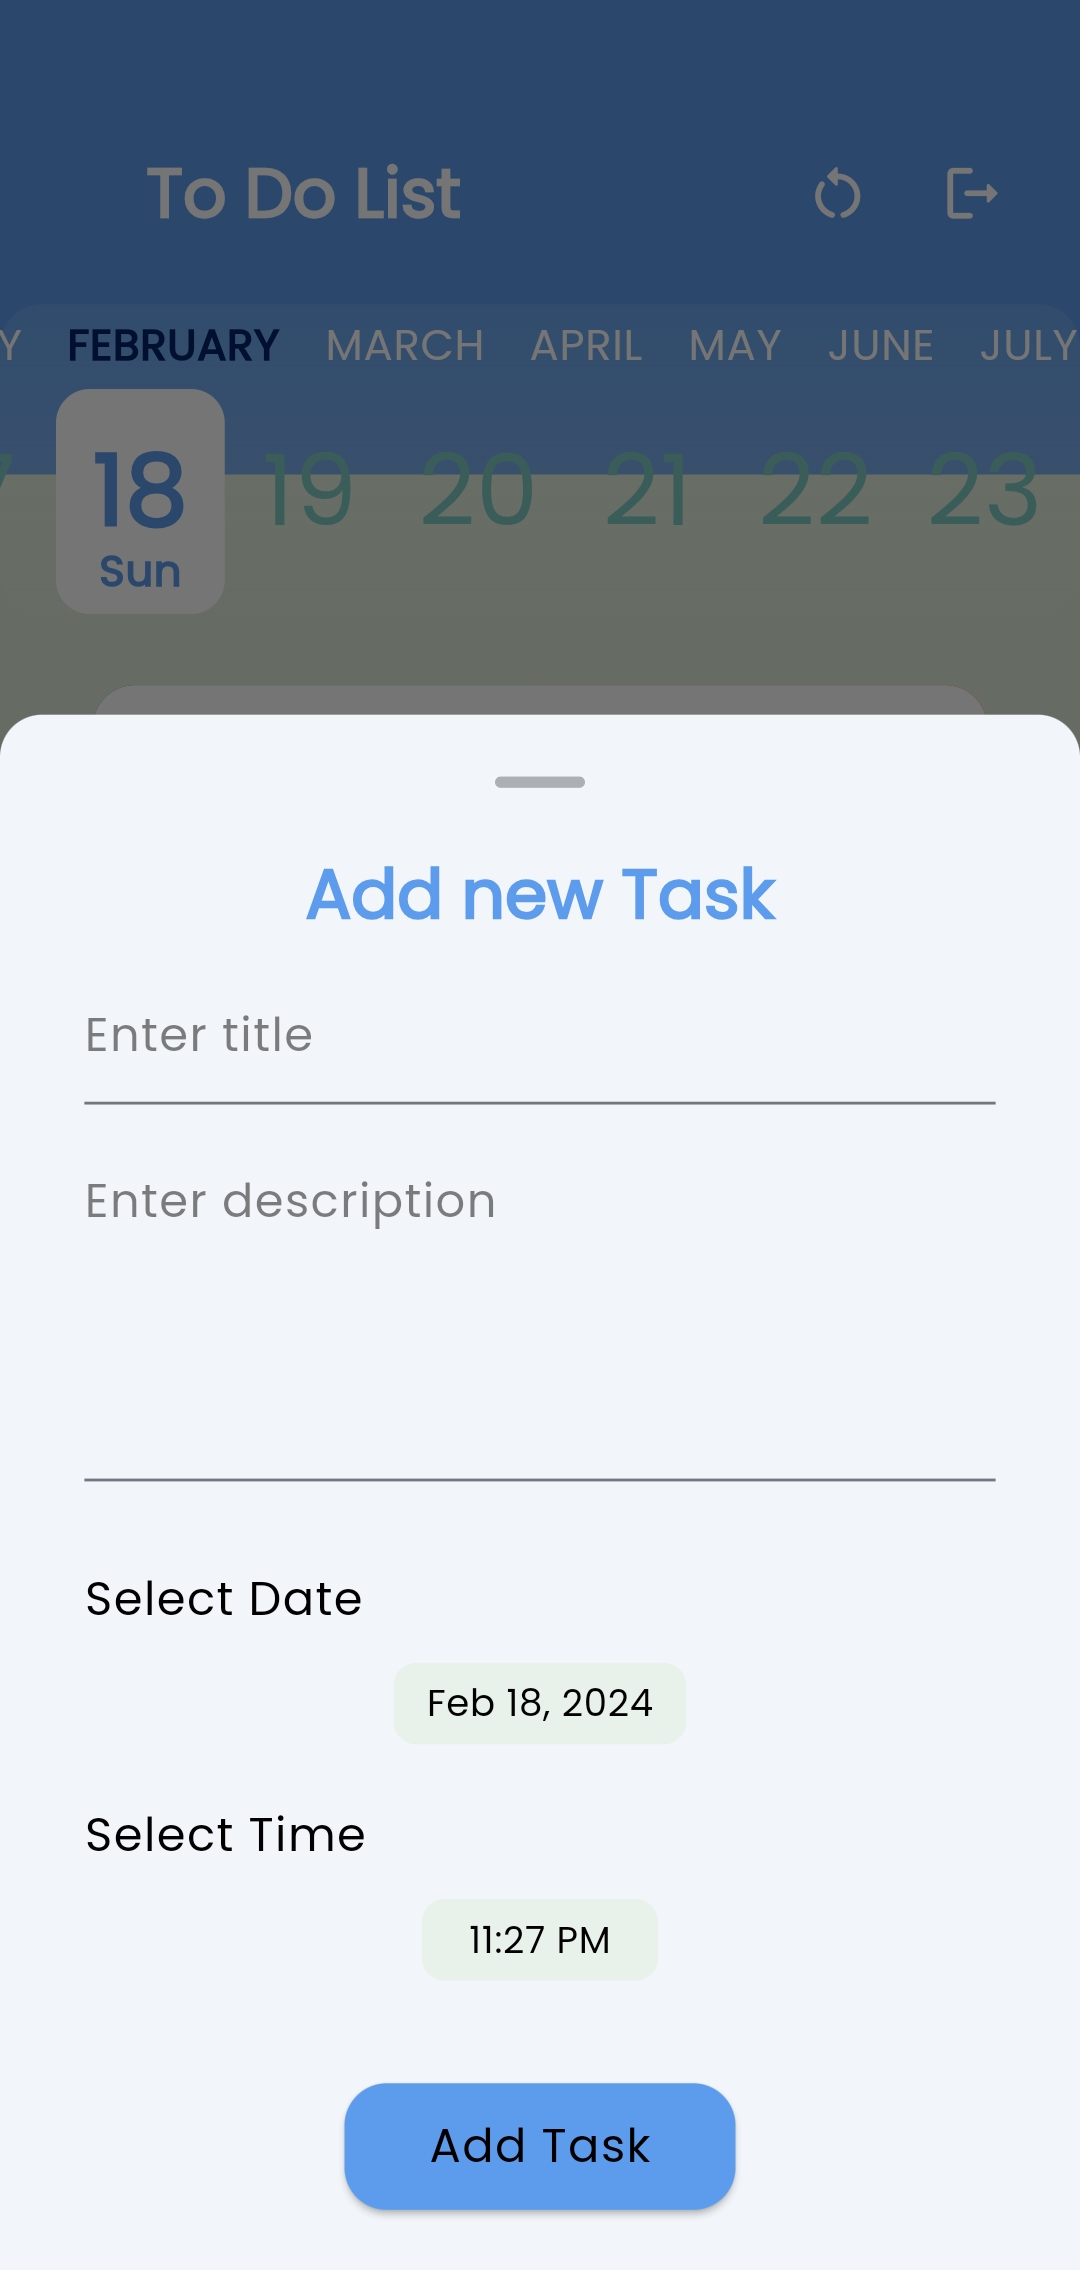 To Do List
Y FEBRUARY MARCH APRIL MAY JUNE JULY
7 18 19 20 21 22 23
Sun
Add new Task
Enter title
Enter description
Select Date
Feb 18, 2024
Select Time
11:27 PM
Add Task